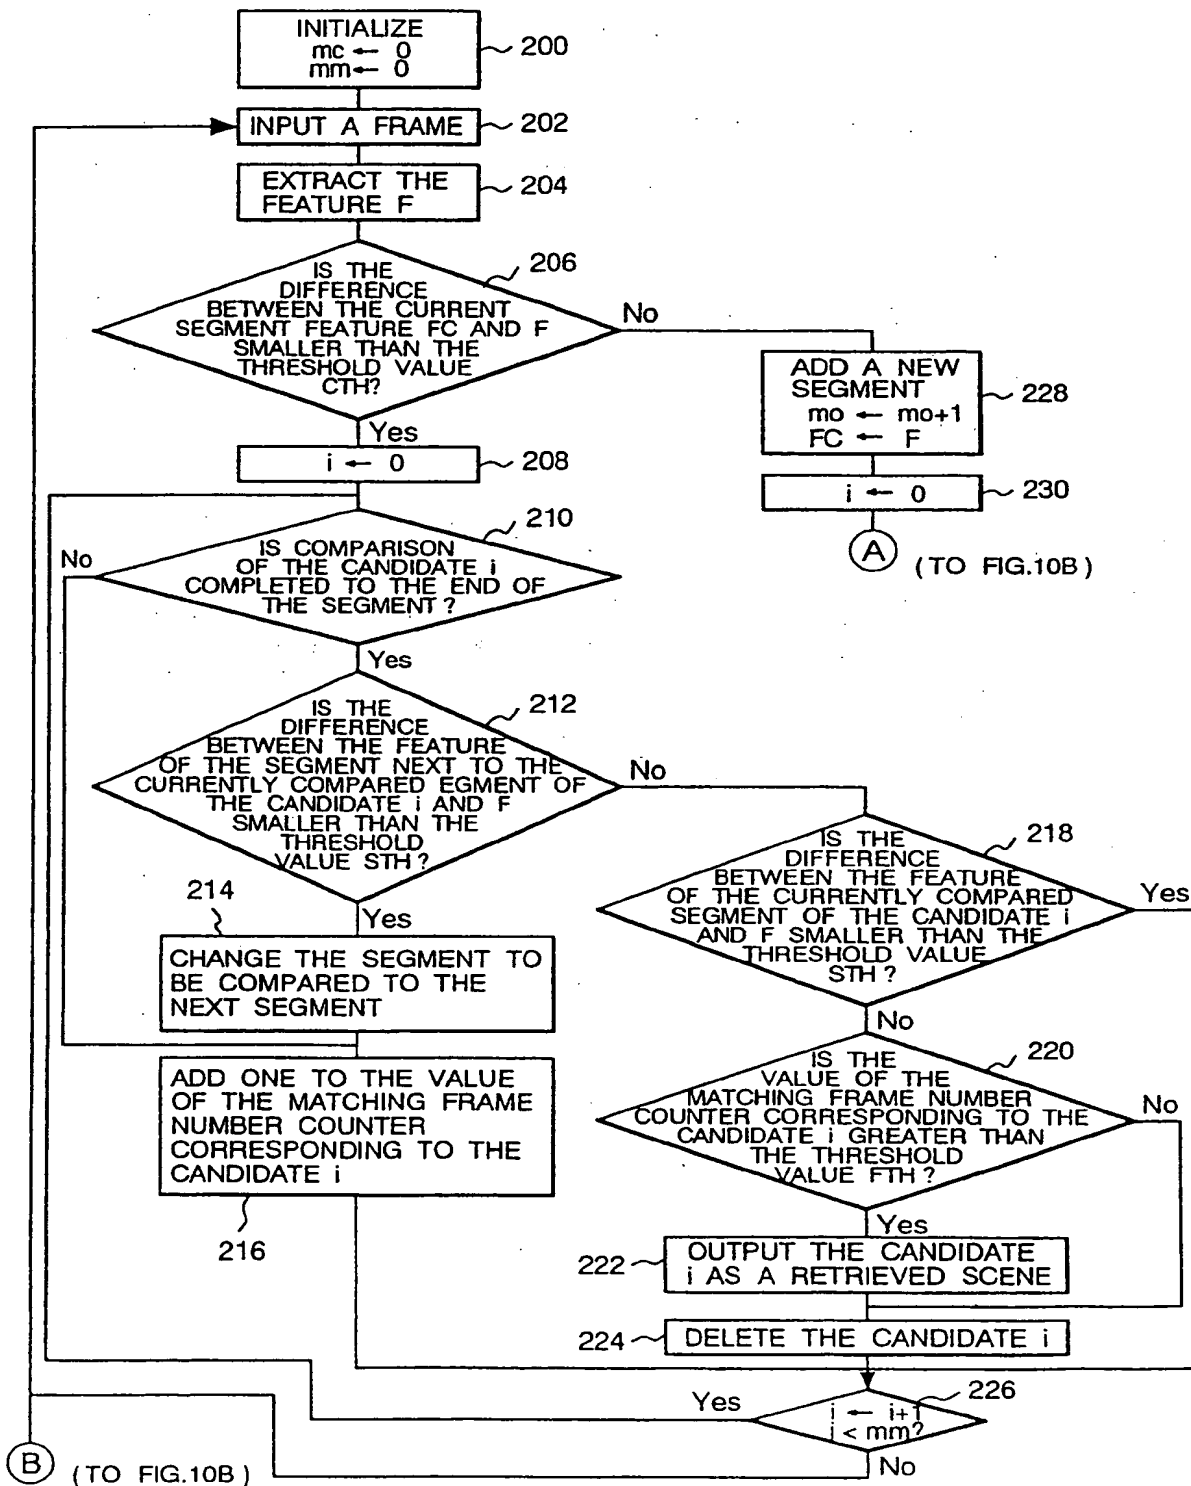 INITIALIZE
mc ← 0
mm ← 0
200
INPUT A FRAME
202
EXTRACT THE
FEATURE F
204
IS THE
DIFFERENCE
BETWEEN THE CURRENT
SEGMENT FEATURE FC AND F
SMALLER THAN THE
THRESHOLD VALUE
CTH?
206
No
Yes
ADD A NEW
SEGMENT
mo ← mo+1
FC ← F
228
i ← 0
208
i ← 0
230
A
(TO FIG.10B)
IS COMPARISON
OF THE CANDIDATE i
COMPLETED TO THE END OF
THE SEGMENT?
210
No
Yes
IS THE
DIFFERENCE
BETWEEN THE FEATURE
OF THE SEGMENT NEXT TO THE
CURRENTLY COMPARED EGMENT OF
THE CANDIDATE i AND F
SMALLER THAN THE
THRESHOLD
VALUE STH?
212
No
Yes
214
CHANGE THE SEGMENT TO
BE COMPARED TO THE
NEXT SEGMENT
IS THE
DIFFERENCE
BETWEEN THE FEATURE
OF THE CURRENTLY COMPARED
SEGMENT OF THE CANDIDATE i
AND F SMALLER THAN THE
THRESHOLD VALUE
STH?
218
Yes
No
ADD ONE TO THE VALUE
OF THE MATCHING FRAME
NUMBER COUNTER
CORRESPONDING TO THE
CANDIDATE i
216
IS THE
VALUE OF THE
MATCHING FRAME NUMBER
COUNTER CORRESPONDING TO THE
CANDIDATE i GREATER THAN
THE THRESHOLD
VALUE FTH?
220
No
Yes
222
OUTPUT THE CANDIDATE
i AS A RETRIEVED SCENE
224
DELETE THE CANDIDATE i
226
i ← i+1
i < mm?
Yes
No
B
(TO FIG.10B)